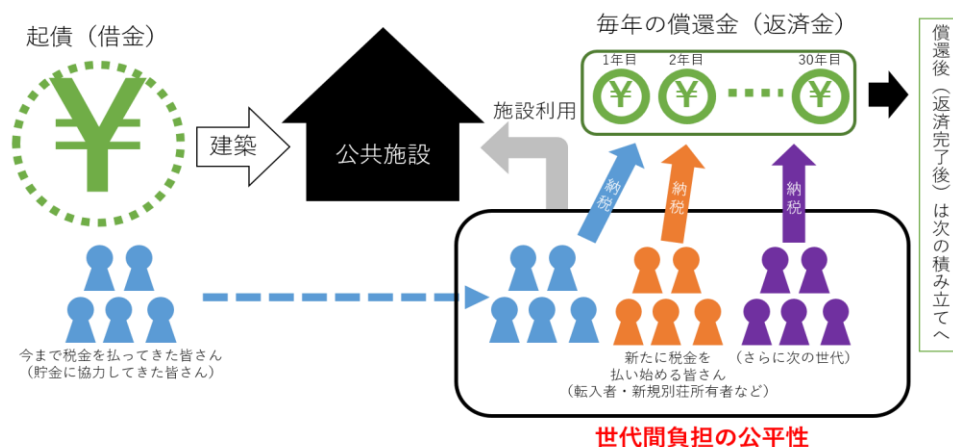 起債（借金）
¥
建築
公共施設
施設利用
毎年の償還金（返済金）
1年目
2年目
30年目
¥
¥
¥
償還後（返済完了後）は次の積み立てへ
納税
納税
納税
今まで税金を払ってきた皆さん
（貯金に協力してきた皆さん）
新たに税金を
払い始める皆さん
（転入者・新規別荘所有者など）
（さらに次の世代）
世代間負担の公平性